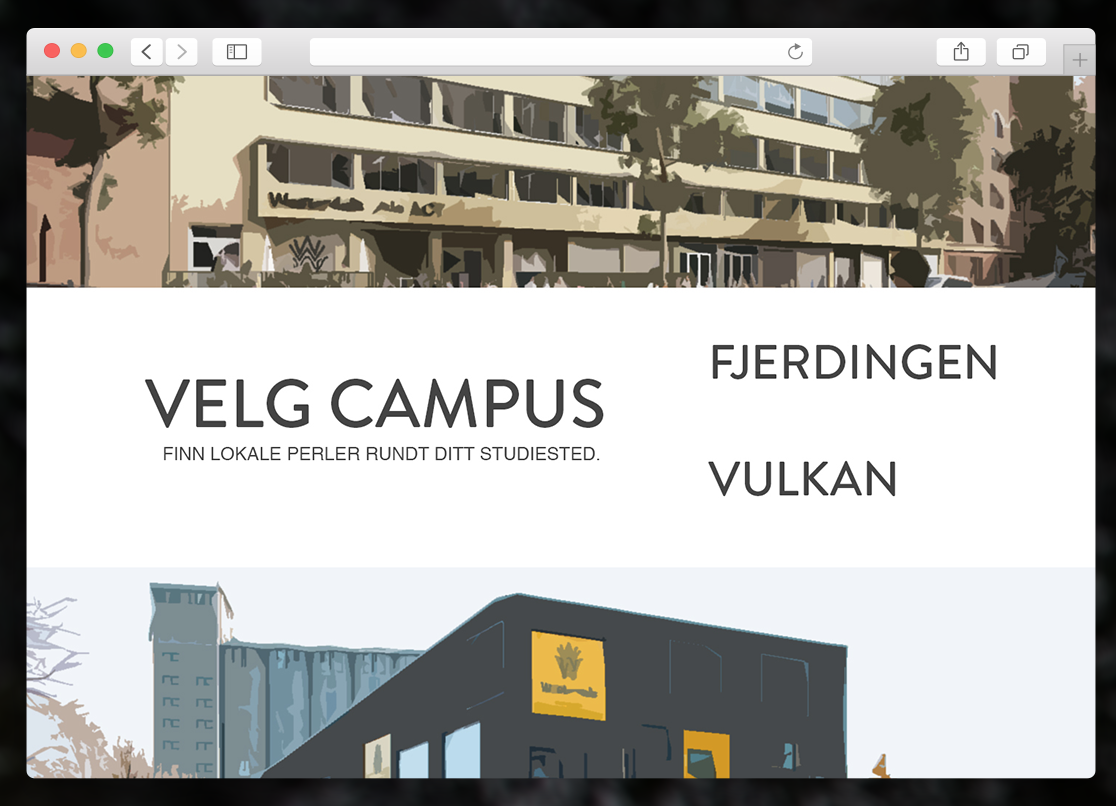 VELG CAMPUS
FINN LOKALE PERLER RUNDT DITT STUDIESTED.
FJERDINGEN
VULKAN